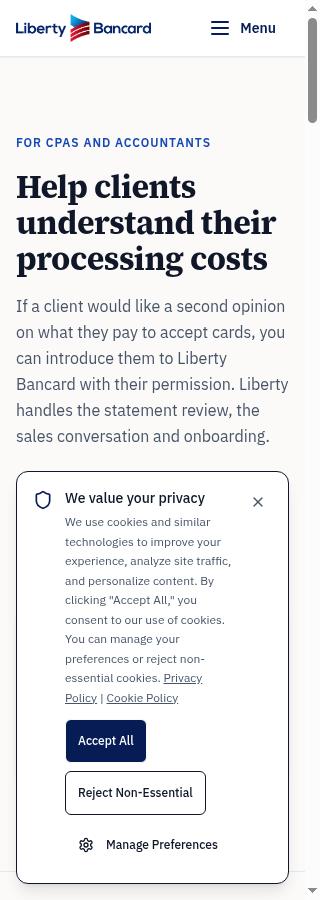 Liberty Bancard
Menu
FOR CPAS AND ACCOUNTANTS
Help clients
understand their
processing costs
If a client would like a second opinion
on what they pay to accept cards, you
can introduce them to Liberty
Bancard with their permission. Liberty
handles the statement review, the
sales conversation and onboarding.
We value your privacy
We use cookies and similar
technologies to improve your
experience, analyze site traffic,
and personalize content. By
clicking "Accept All," you
consent to our use of cookies.
You can manage your
preferences or reject non-
essential cookies. Privacy
Policy | Cookie Policy
Accept All
Reject Non-Essential
Manage Preferences